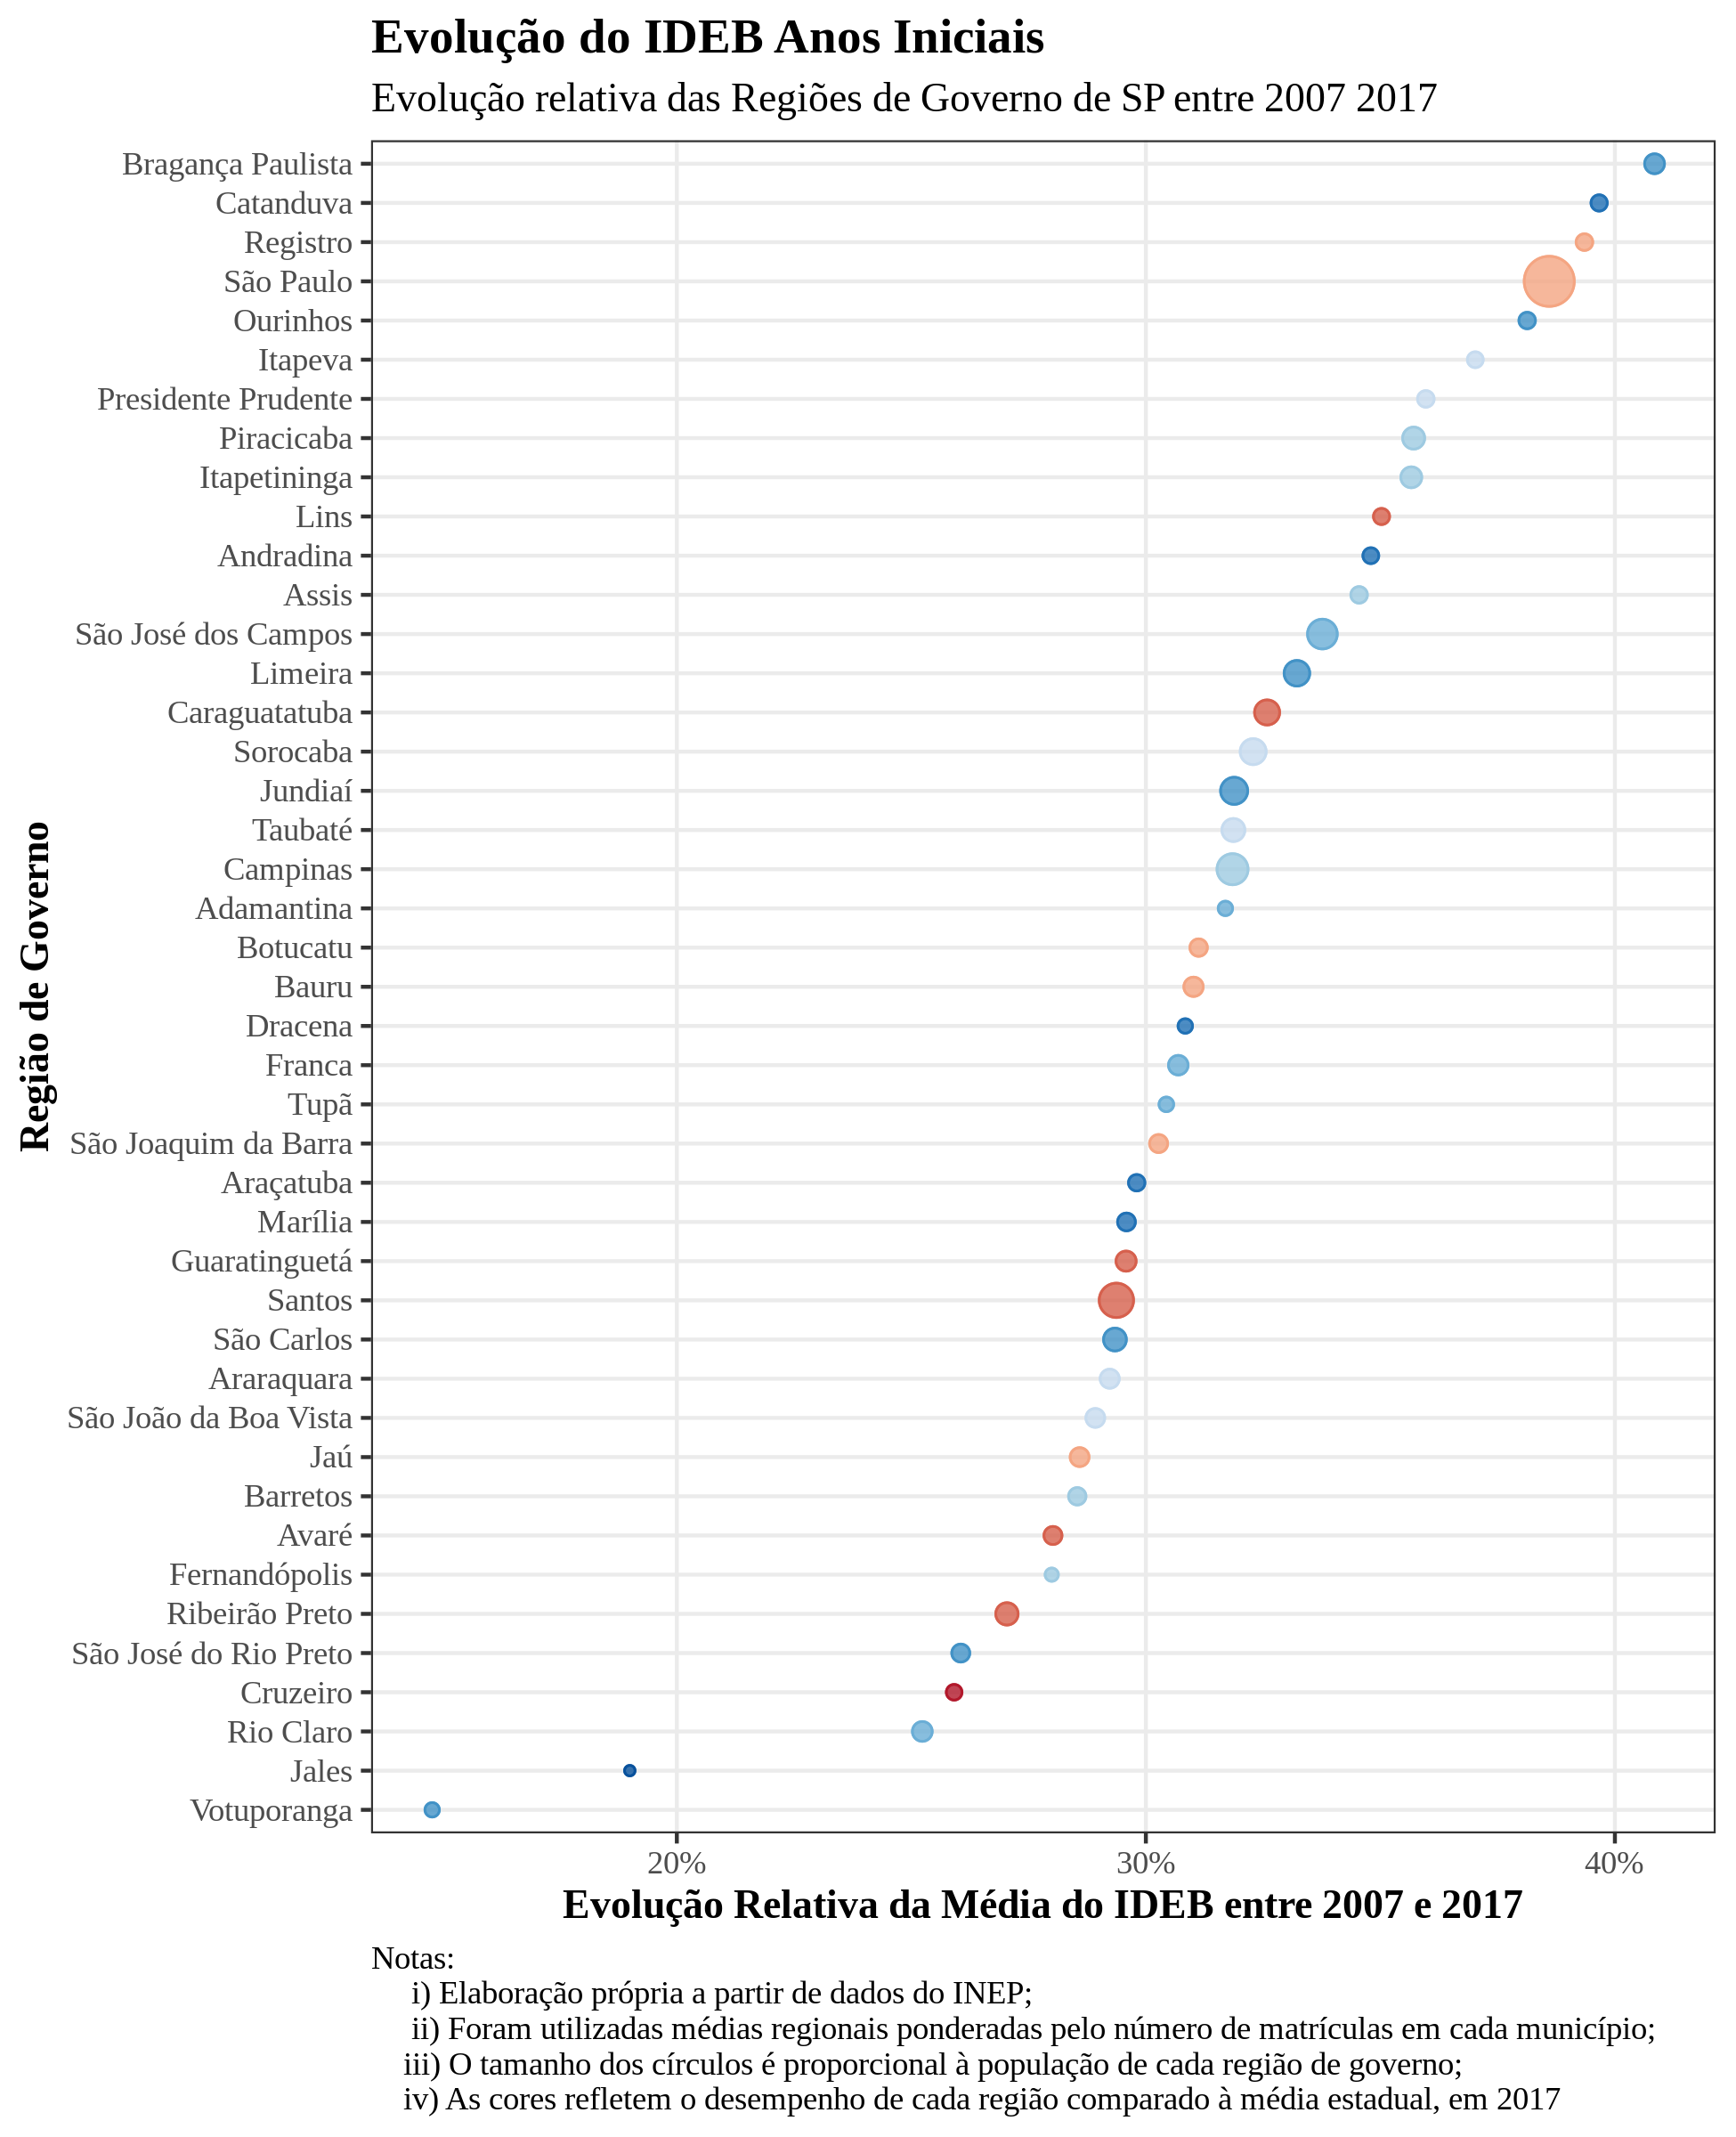 Evolução do IDEB Anos Iniciais
Evolução relativa das Regiões de Governo de SP entre 2007 2017
Região de Governo
Bragança Paulista
Catanduva
Registro
São Paulo
Ourinhos
Itapeva
Presidente Prudente
Piracicaba
Itapetininga
Lins
Andradina
Assis
São José dos Campos
Limeira
Caraguatatuba
Sorocaba
Jundiaí
Taubaté
Campinas
Adamantina
Botucatu
Bauru
Dracena
Franca
Tupã
São Joaquim da Barra
Araçatuba
Marília
Guaratinguetá
Santos
São Carlos
Araraquara
São João da Boa Vista
Jaú
Barretos
Avaré
Fernandópolis
Ribeirão Preto
São José do Rio Preto
Cruzeiro
Rio Claro
Jales
Votuporanga
20% 30% 40%
Evolução Relativa da Média do IDEB entre 2007 e 2017
Notas:
i) Elaboração própria a partir de dados do INEP;
ii) Foram utilizadas médias regionais ponderadas pelo número de matrículas em cada município;
iii) O tamanho dos círculos é proporcional à população de cada região de governo;
iv) As cores refletem o desempenho de cada região comparado à média estadual, em 2017